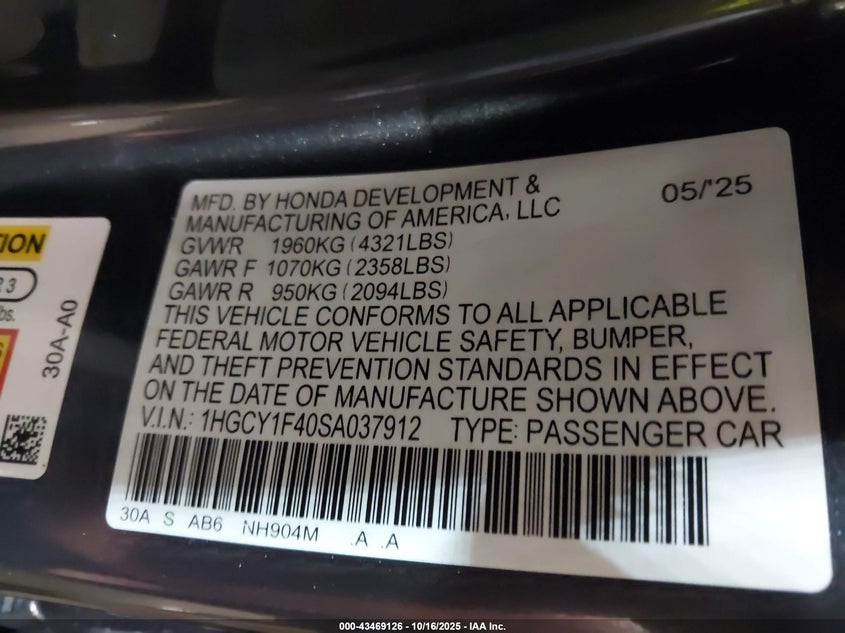 MFD. BY HONDA DEVELOPMENT &
MANUFACTURING OF AMERICA, LLC
05/'25
GVWR 1960KG (4321LBS)
GAWR F 1070KG (2358LBS)
GAWR R 950KG (2094LBS)
THIS VEHICLE CONFORMS TO ALL APPLICABLE
FEDERAL MOTOR VEHICLE SAFETY, BUMPER,
AND THEFT PREVENTION STANDARDS IN EFFECT
ON THE DATE OF MANUFACTURE SHOWN ABOVE.
V.I.N.: 1HGCY1F40SA037912 TYPE: PASSENGER CAR
30A S AB6 NH904M .A .A
30A-A0
000-43469126 - 10/16/2025 - IAA Inc.